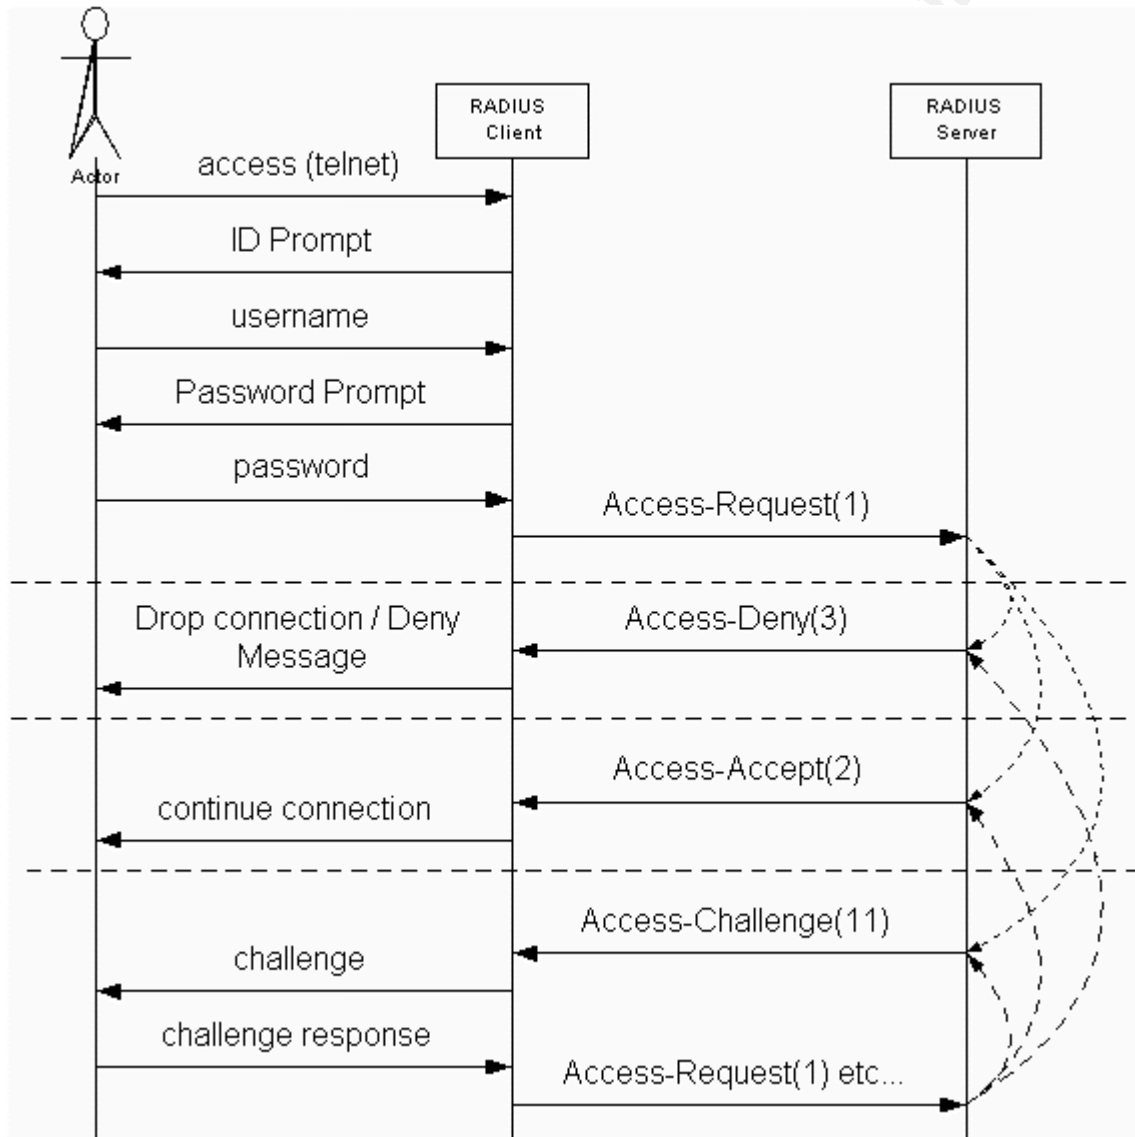 RADIUS
Client
RADIUS
Server
Actor
access (telnet)
ID Prompt
username
Password Prompt
password
Access-Request(1)
Drop connection / Deny
Message
Access-Deny(3)
Access-Accept(2)
continue connection
Access-Challenge(11)
challenge
challenge response
Access-Request(1) etc...